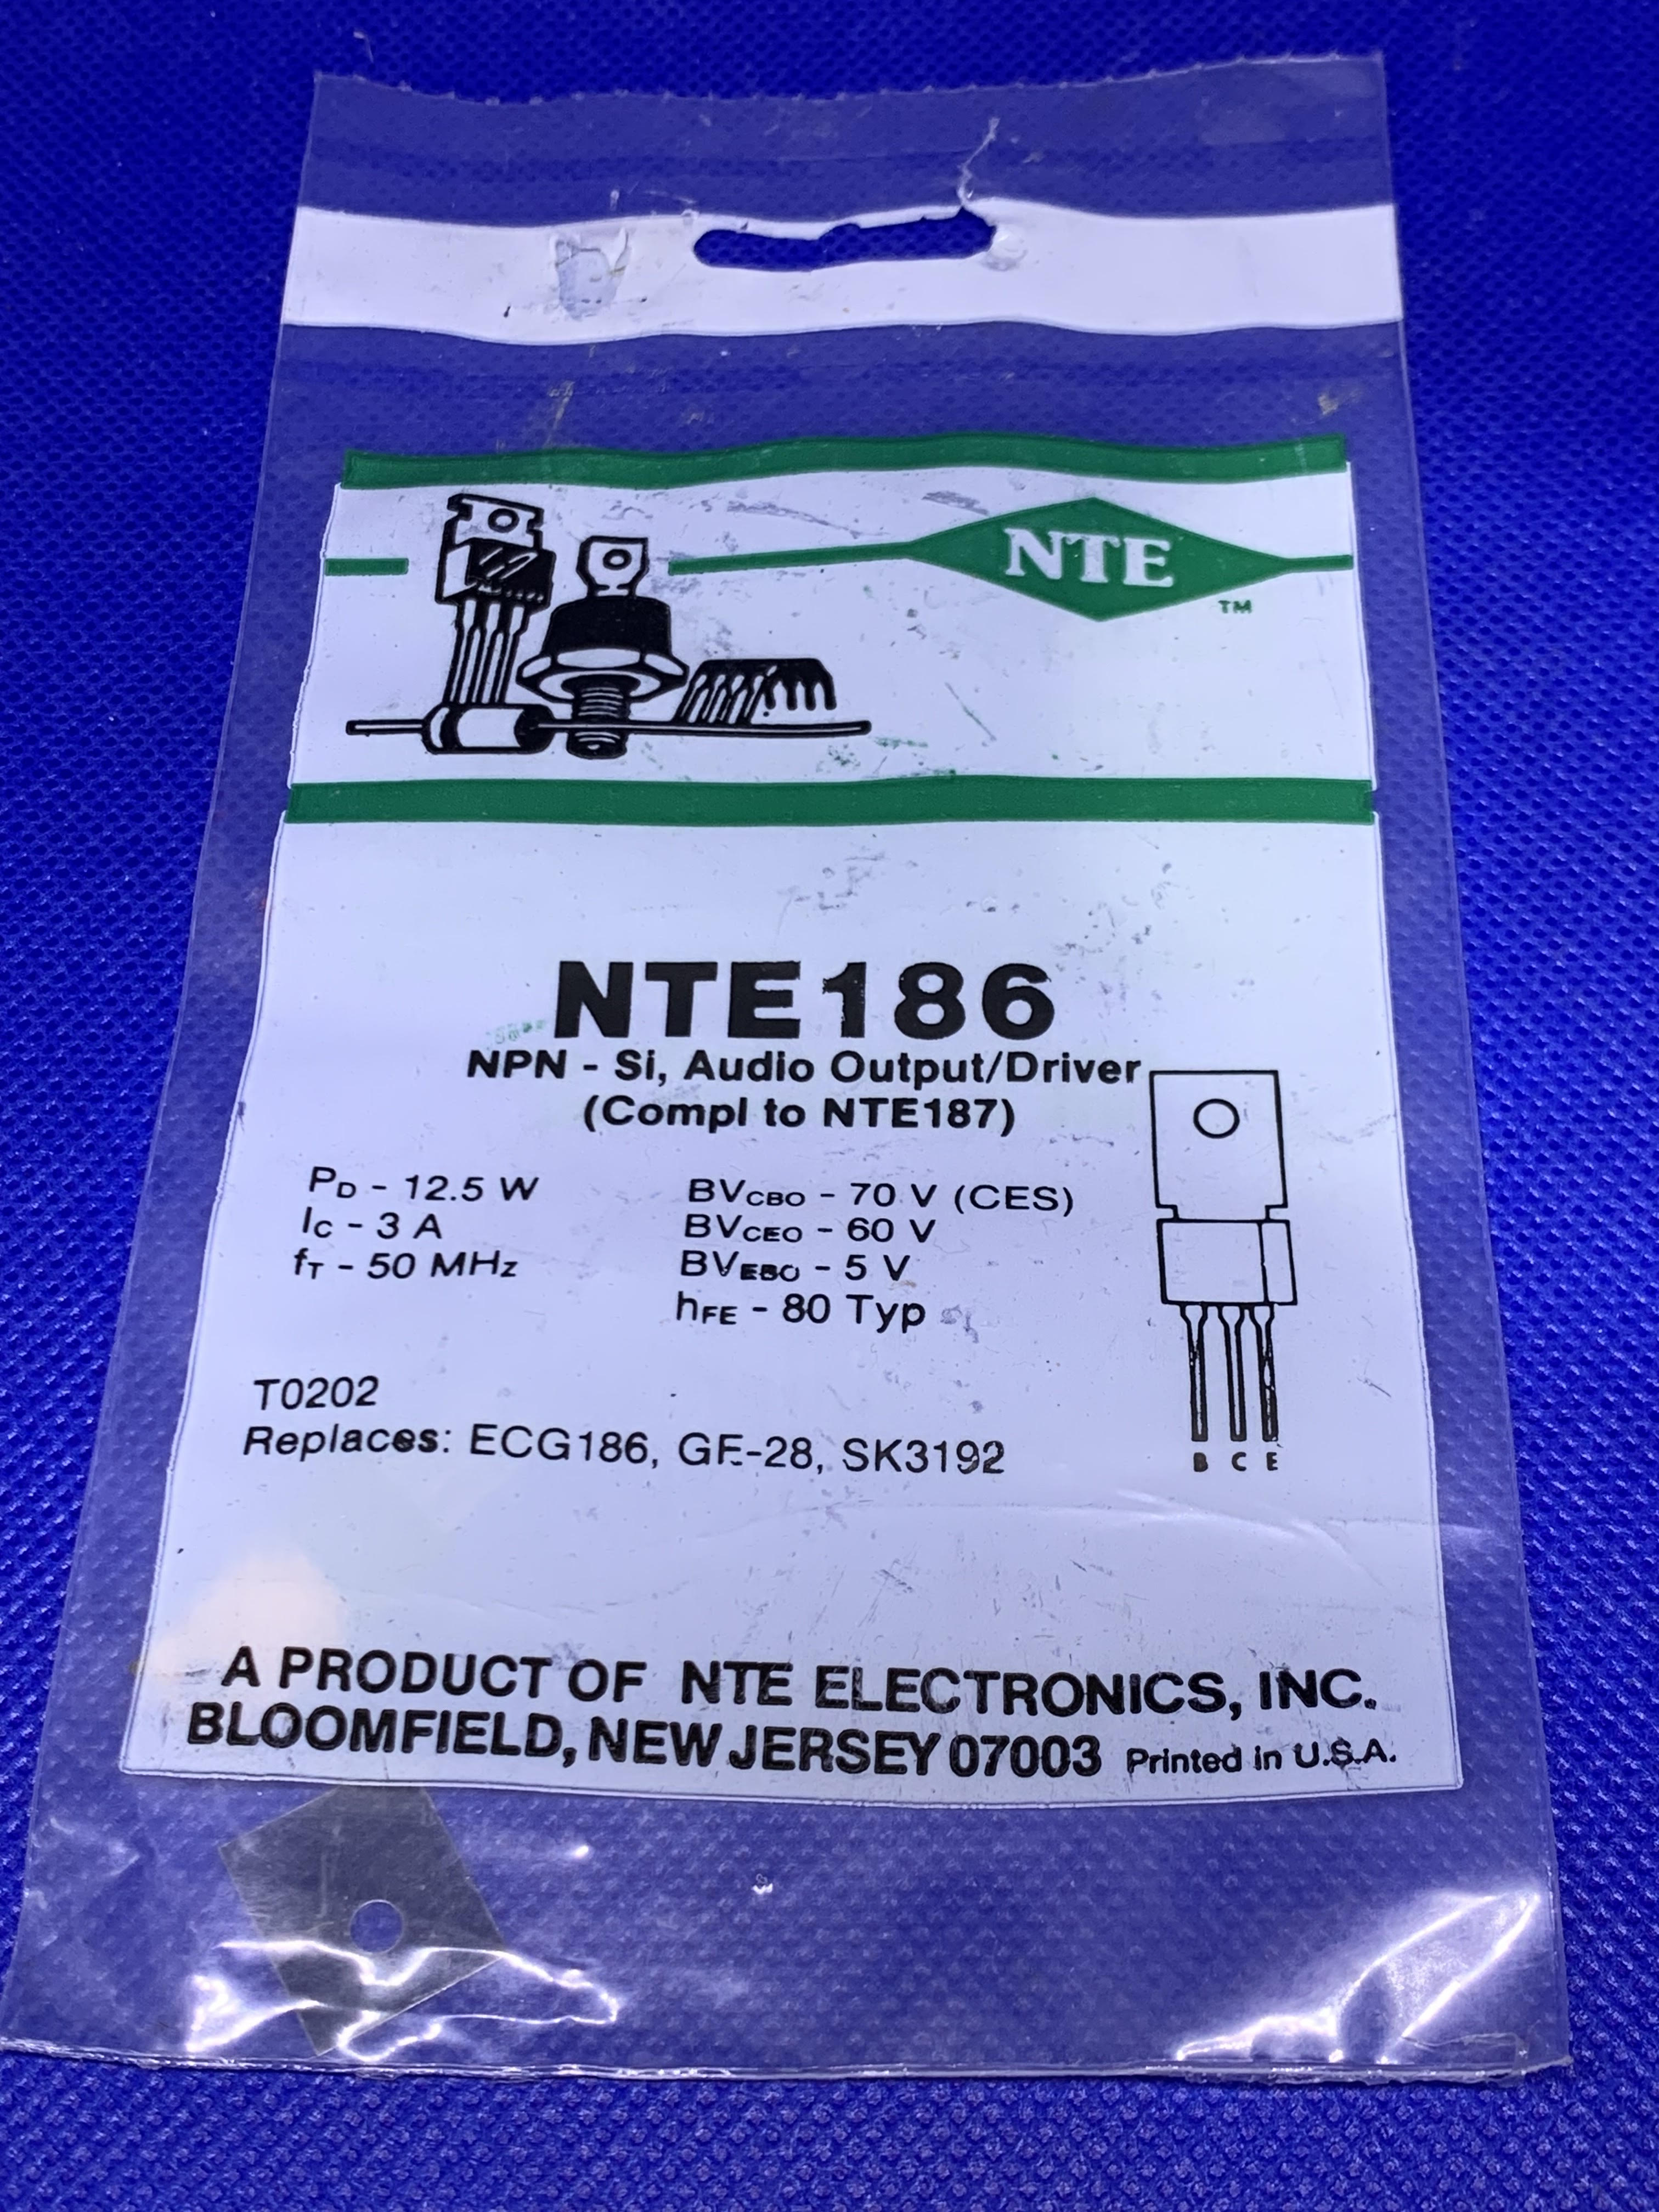 NTE
TM
NTE186
NPN - Si, Audio Output/Driver
(Compl to NTE187)
PD - 12.5 W
IC - 3 A
fT - 50 MHz
BVCBO - 70 V (CES)
BVCEO - 60 V
BVEBO - 5 V
hFE - 80 Typ
T0202
Replaces: ECG186, GE-28, SK3192
B C E
A PRODUCT OF NTE ELECTRONICS, INC.
BLOOMFIELD, NEW JERSEY 07003 Printed in U.S.A.